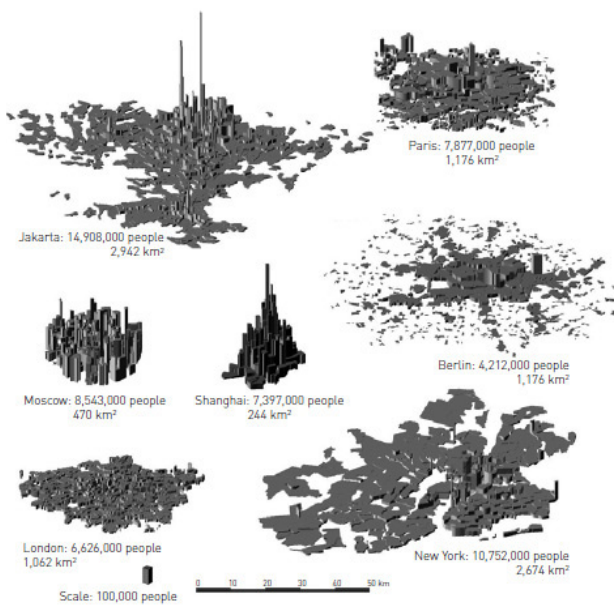 Paris: 7,877,000 people
1,176 km²
Jakarta: 14,908,000 people
2,942 km²
Berlin: 4,212,000 people
1,176 km²
Moscow: 8,543,000 people
470 km²
Shanghai: 7,397,000 people
244 km²
London: 6,626,000 people
1,062 km²
New York: 10,752,000 people
2,674 km²
0 10 20 30 40 50 km
Scale: 100,000 people